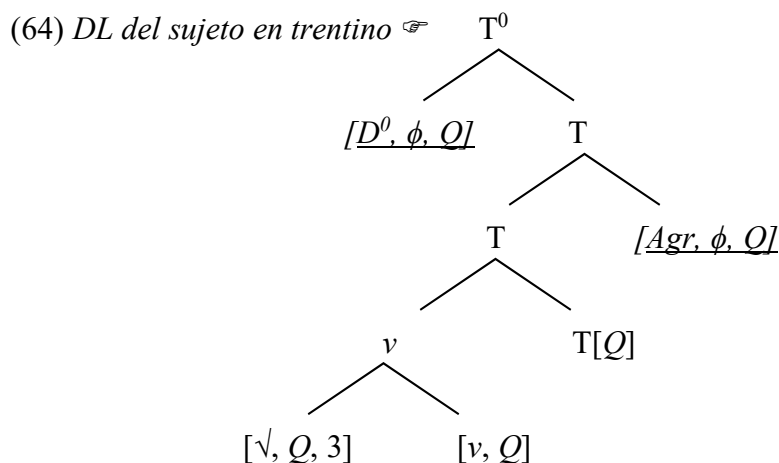 (64) DL del sujeto en trentino ☞ T⁰
[D⁰, ϕ, Q] T
T [Agr, ϕ, Q]
v T[Q]
[√, Q, 3] [v, Q]